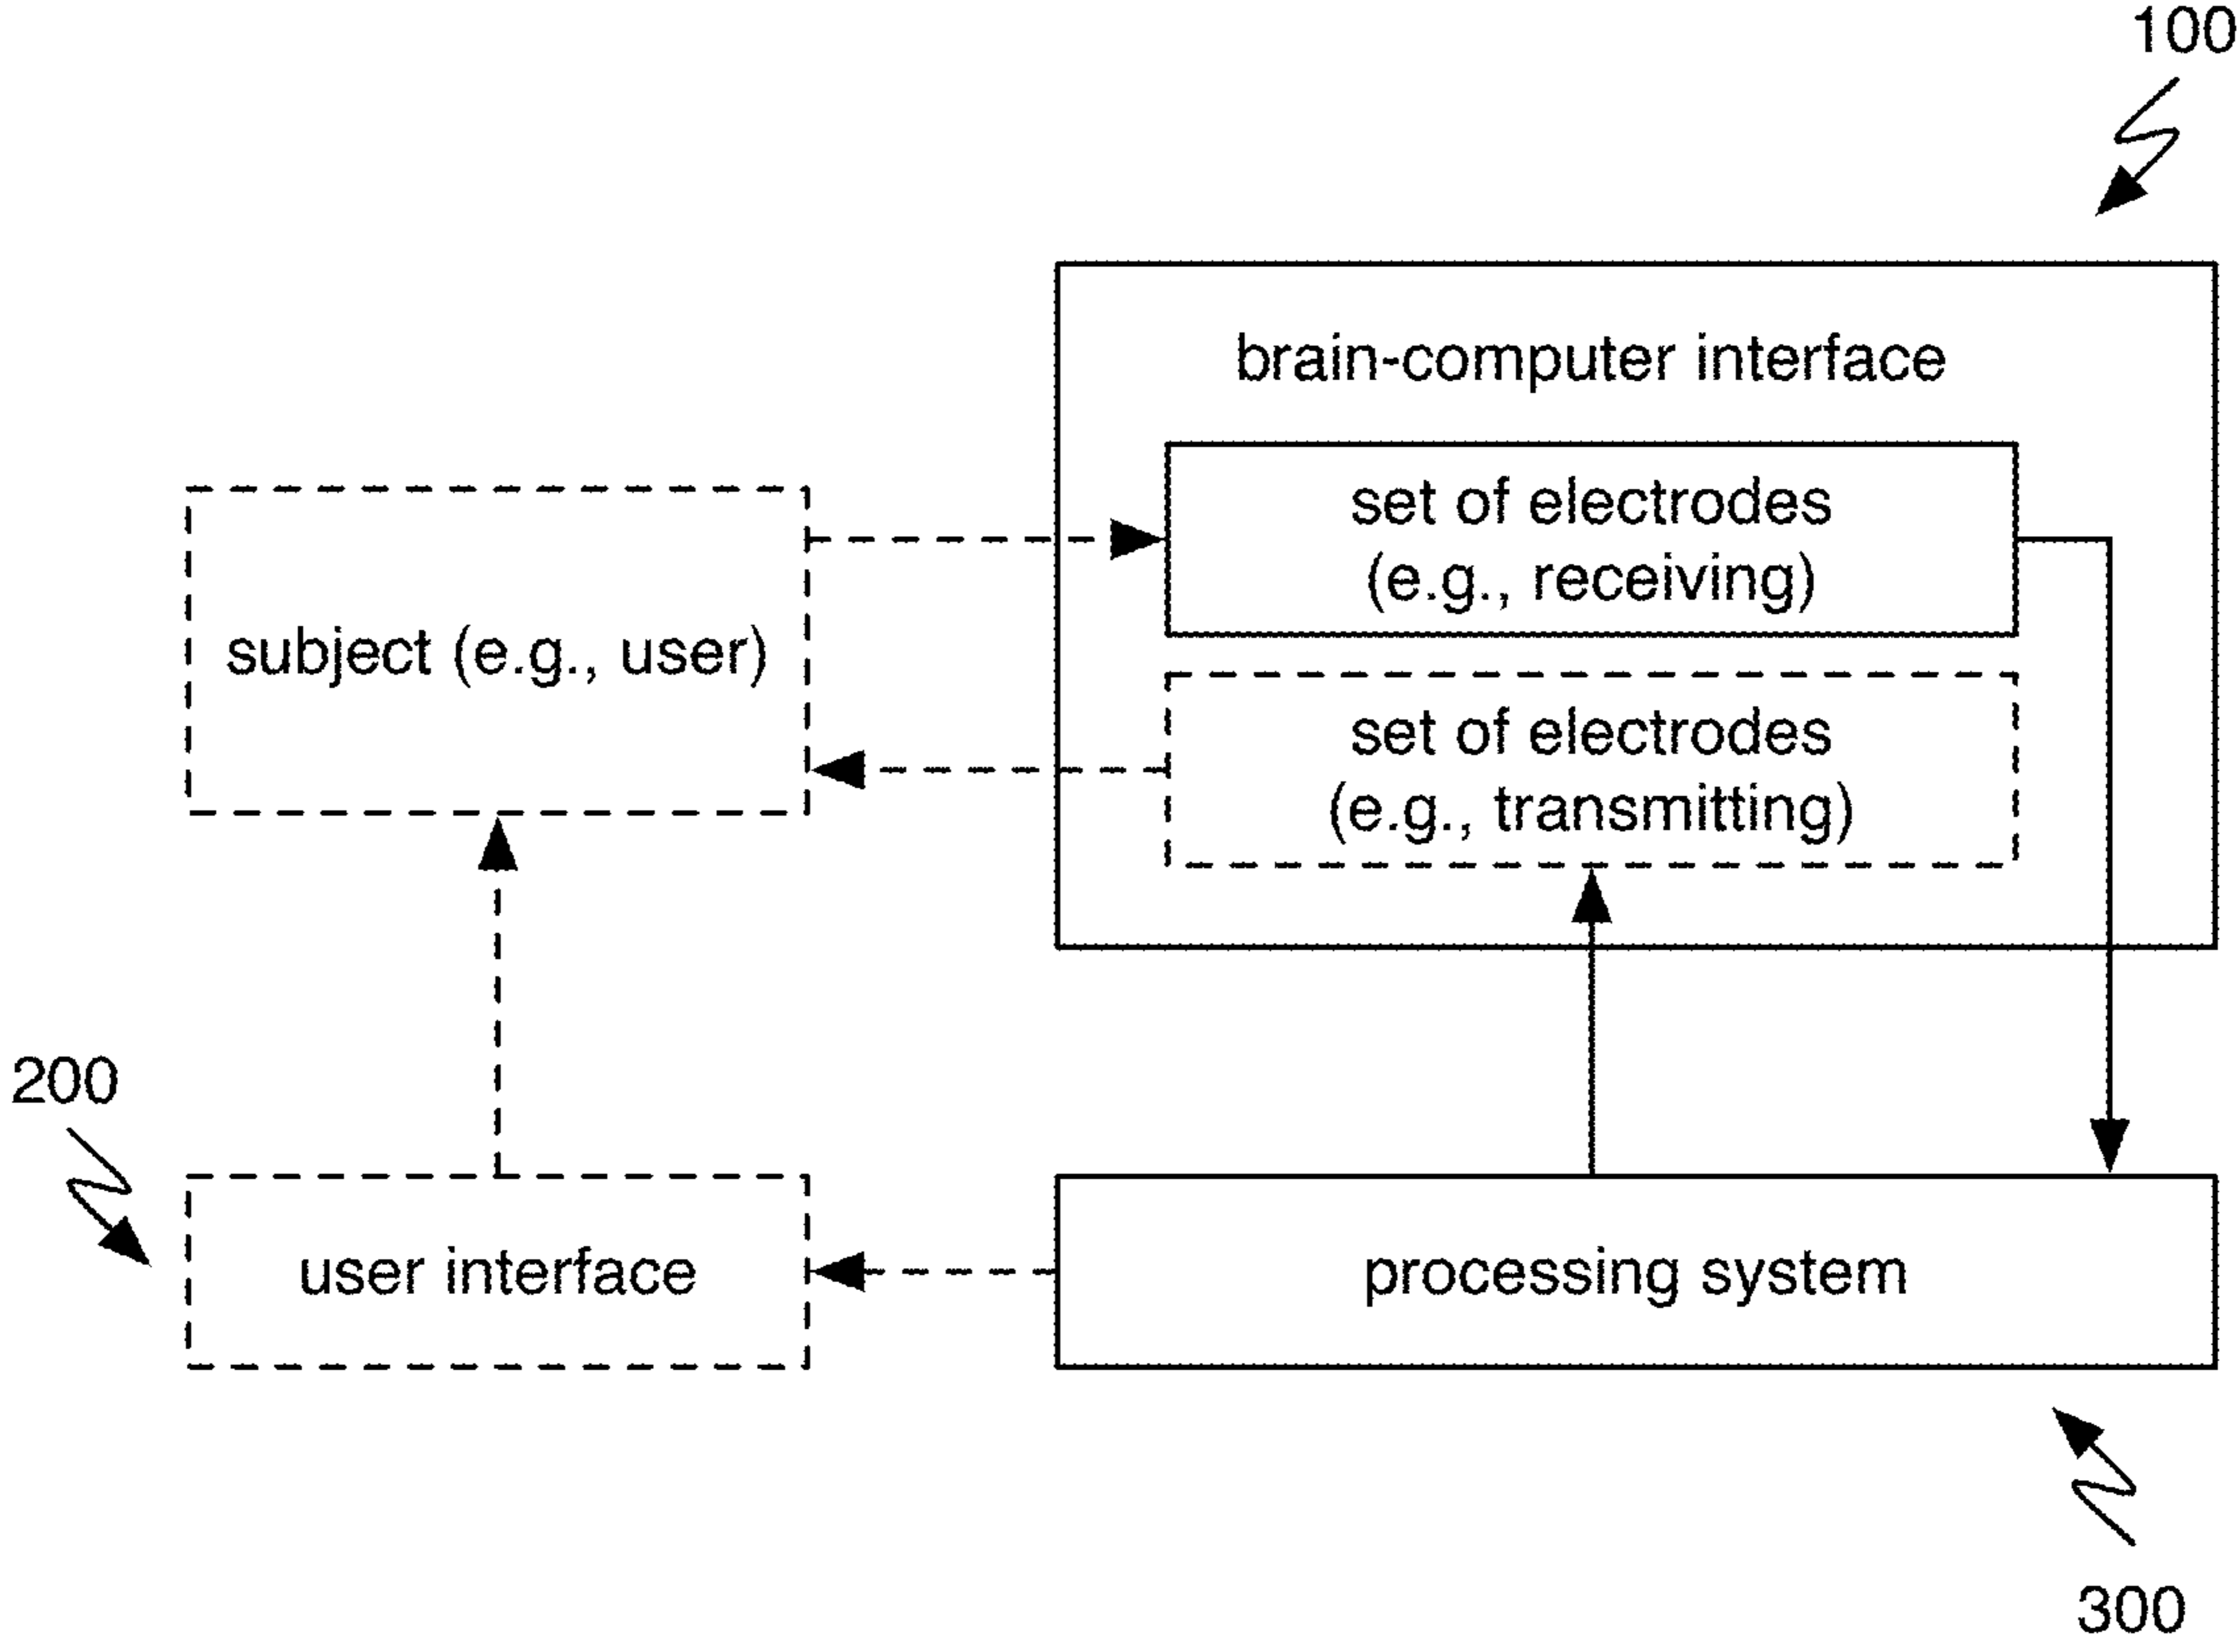 100
brain-computer interface
set of electrodes
(e.g., receiving)
subject (e.g., user)
set of electrodes
(e.g., transmitting)
200
user interface
processing system
300